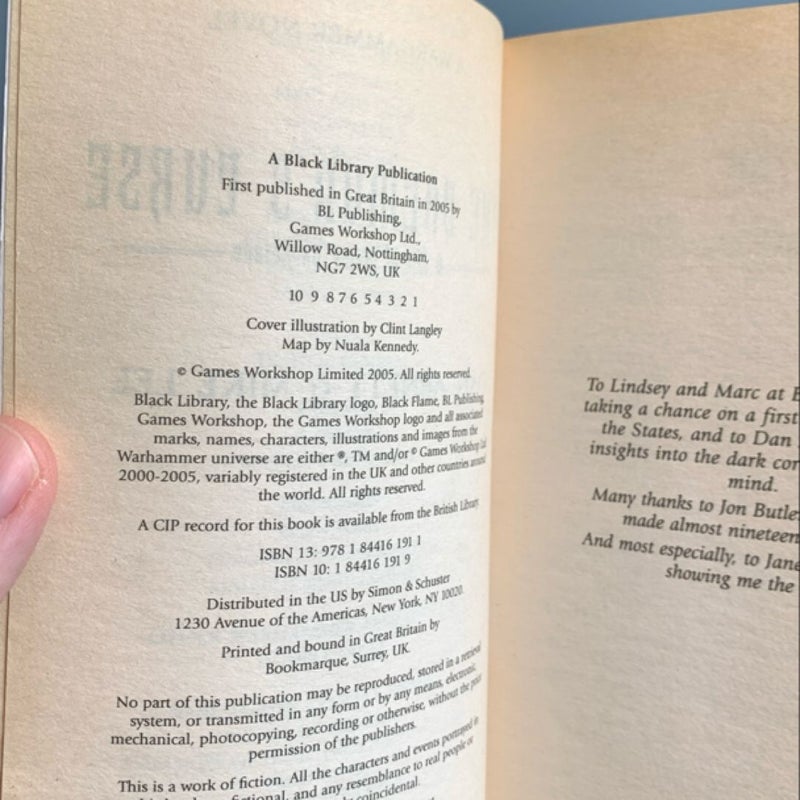 A Black Library Publication
First published in Great Britain in 2005 by
BL Publishing,
Games Workshop Ltd.,
Willow Road, Nottingham,
NG7 2WS, UK
10 9 8 7 6 5 4 3 2 1
Cover illustration by Clint Langley
Map by Nuala Kennedy.
© Games Workshop Limited 2005. All rights reserved.
Black Library, the Black Library logo, Black Flame, BL Publishing,
Games Workshop, the Games Workshop logo and all associated
marks, names, characters, illustrations and images from the
Warhammer universe are either ®, TM and/or © Games Workshop Ltd
2000-2005, variably registered in the UK and other countries around
the world. All rights reserved.
A CIP record for this book is available from the British Library.
ISBN 13: 978 1 84416 191 1
ISBN 10: 1 84416 191 9
Distributed in the US by Simon & Schuster
1230 Avenue of the Americas, New York, NY 10020.
Printed and bound in Great Britain by
Bookmarque, Surrey, UK.
No part of this publication may be reproduced, stored in a retrieval
system, or transmitted in any form or by any means, electronic,
mechanical, photocopying, recording or otherwise, without the prior
permission of the publishers.
This is a work of fiction. All the characters and events portrayed in
fictional, and any resemblance to real people or
coincidental.
To Lindsey and Marc at
taking a chance on a first
the States, and to Dan
insights into the dark
mind.
Many thanks to Jon
made almost nineteen
And most especially, to
showing me the